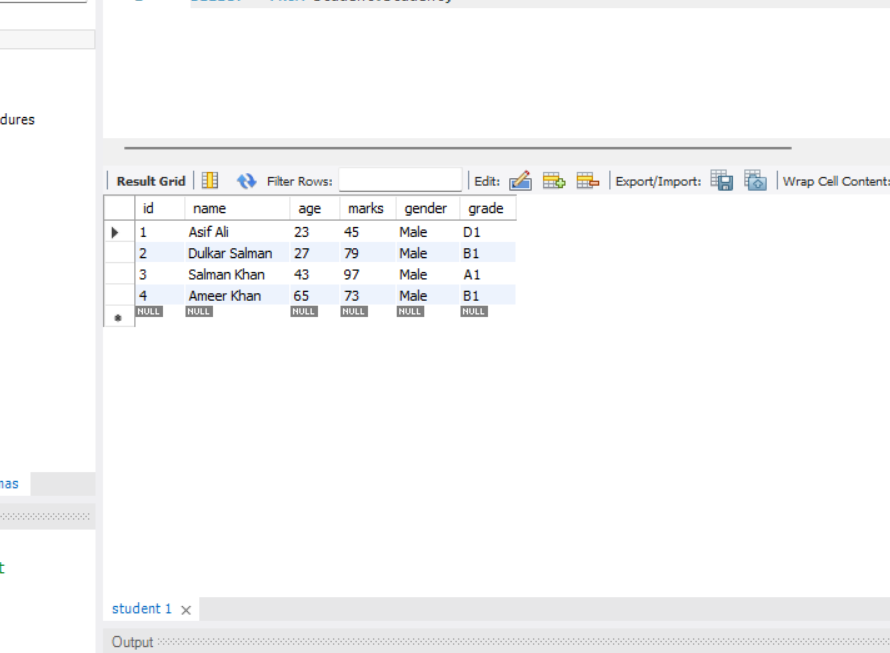 dures
Result Grid Filter Rows: Edit: Export/Import: Wrap Cell Content:
id name age marks gender grade
1 Asif Ali 23 45 Male D1
2 Dulkar Salman 27 79 Male B1
3 Salman Khan 43 97 Male A1
4 Ameer Khan 65 73 Male B1
NULL NULL NULL NULL NULL NULL
nas
t
student 1
Output